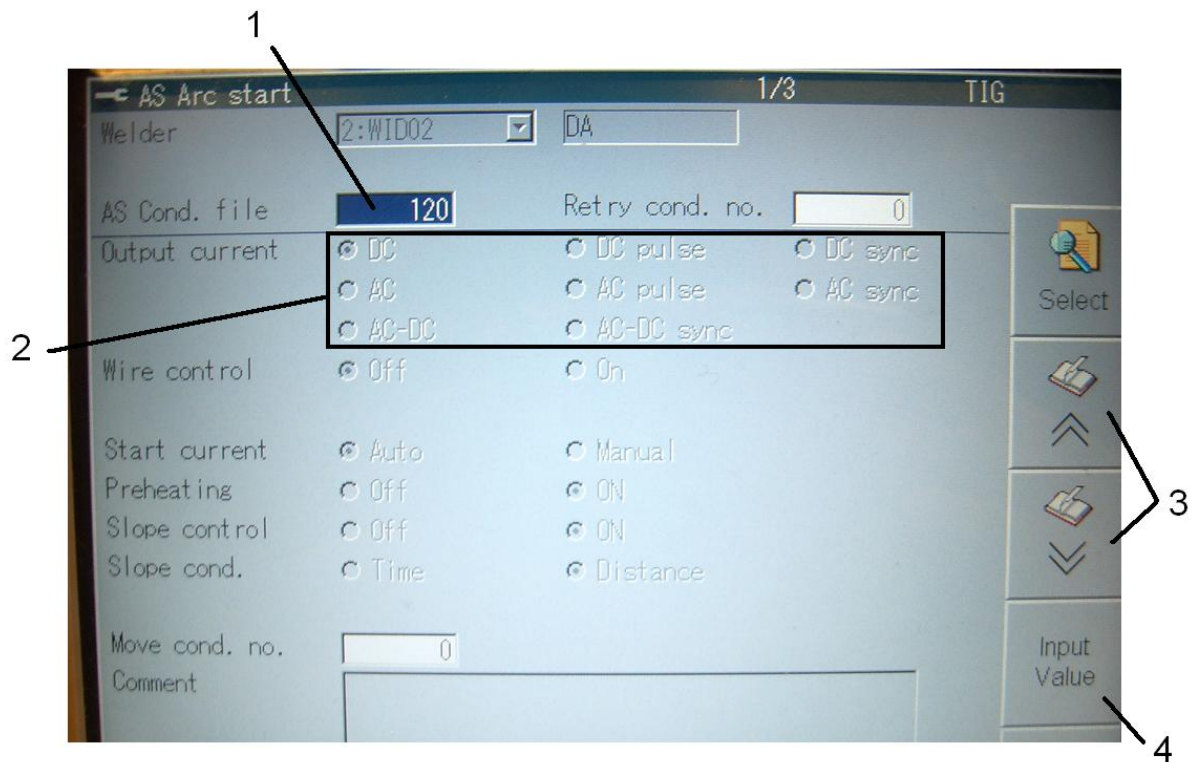 1
AS Arc start 1/3 TIG
Welder 2:WID02 DA
AS Cond. file 120 Retry cond. no. 0
Output current DC DC pulse DC sync
AC AC pulse AC sync
Select
2
AC-DC AC-DC sync
Wire control Off On
Start current Auto Manual
Preheating Off ON
3
Slope control Off ON
Slope cond. Time Distance
Move cond. no. 0
Input
Value
Comment
4